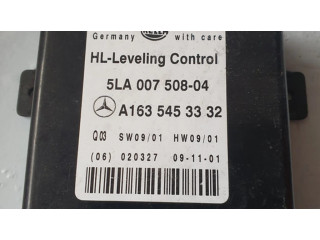 HELLA
Germany with care
HL-Leveling Control
5LA 007 508-04
A163 545 33 32
Q03 SW09/01 HW09/01
(06) 020327 09-11-01